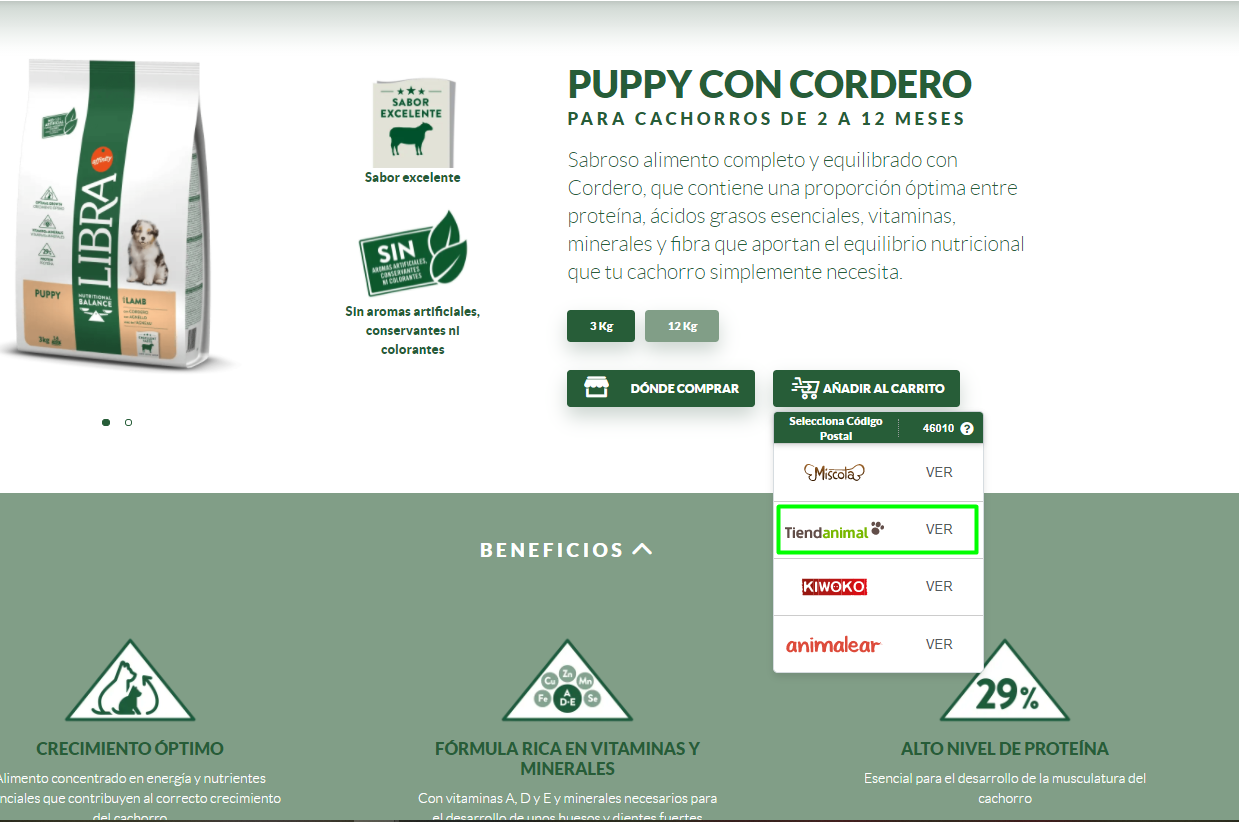 LIBRA
affinity
PUPPY
NUTRITIONAL
BALANCE
LAMB
3kg
SABOR
EXCELENTE
Sabor excelente
SIN
AROMAS ARTIFICIALES,
CONSERVANTES
NI COLORANTES
Sin aromas artificiales,
conservantes ni
colorantes
PUPPY CON CORDERO
PARA CACHORROS DE 2 A 12 MESES
Sabroso alimento completo y equilibrado con
Cordero, que contiene una proporción óptima entre
proteína, ácidos grasos esenciales, vitaminas,
minerales y fibra que aportan el equilibrio nutricional
que tu cachorro simplemente necesita.
3 Kg
12 Kg
DÓNDE COMPRAR
AÑADIR AL CARRITO
Selecciona Código
Postal
46010 ?
Miscota VER
Tiendanimal VER
KIWOKO VER
animalear VER
BENEFICIOS
CRECIMIENTO ÓPTIMO
Alimento concentrado en energía y nutrientes
nciales que contribuyen al correcto crecimiento
del cachorro
Cu Zn Mn
Fe A D·E Se
FÓRMULA RICA EN VITAMINAS Y
MINERALES
Con vitaminas A, D y E y minerales necesarios para
el desarrollo de unos huesos y dientes fuertes
29%
ALTO NIVEL DE PROTEÍNA
Esencial para el desarrollo de la musculatura del
cachorro